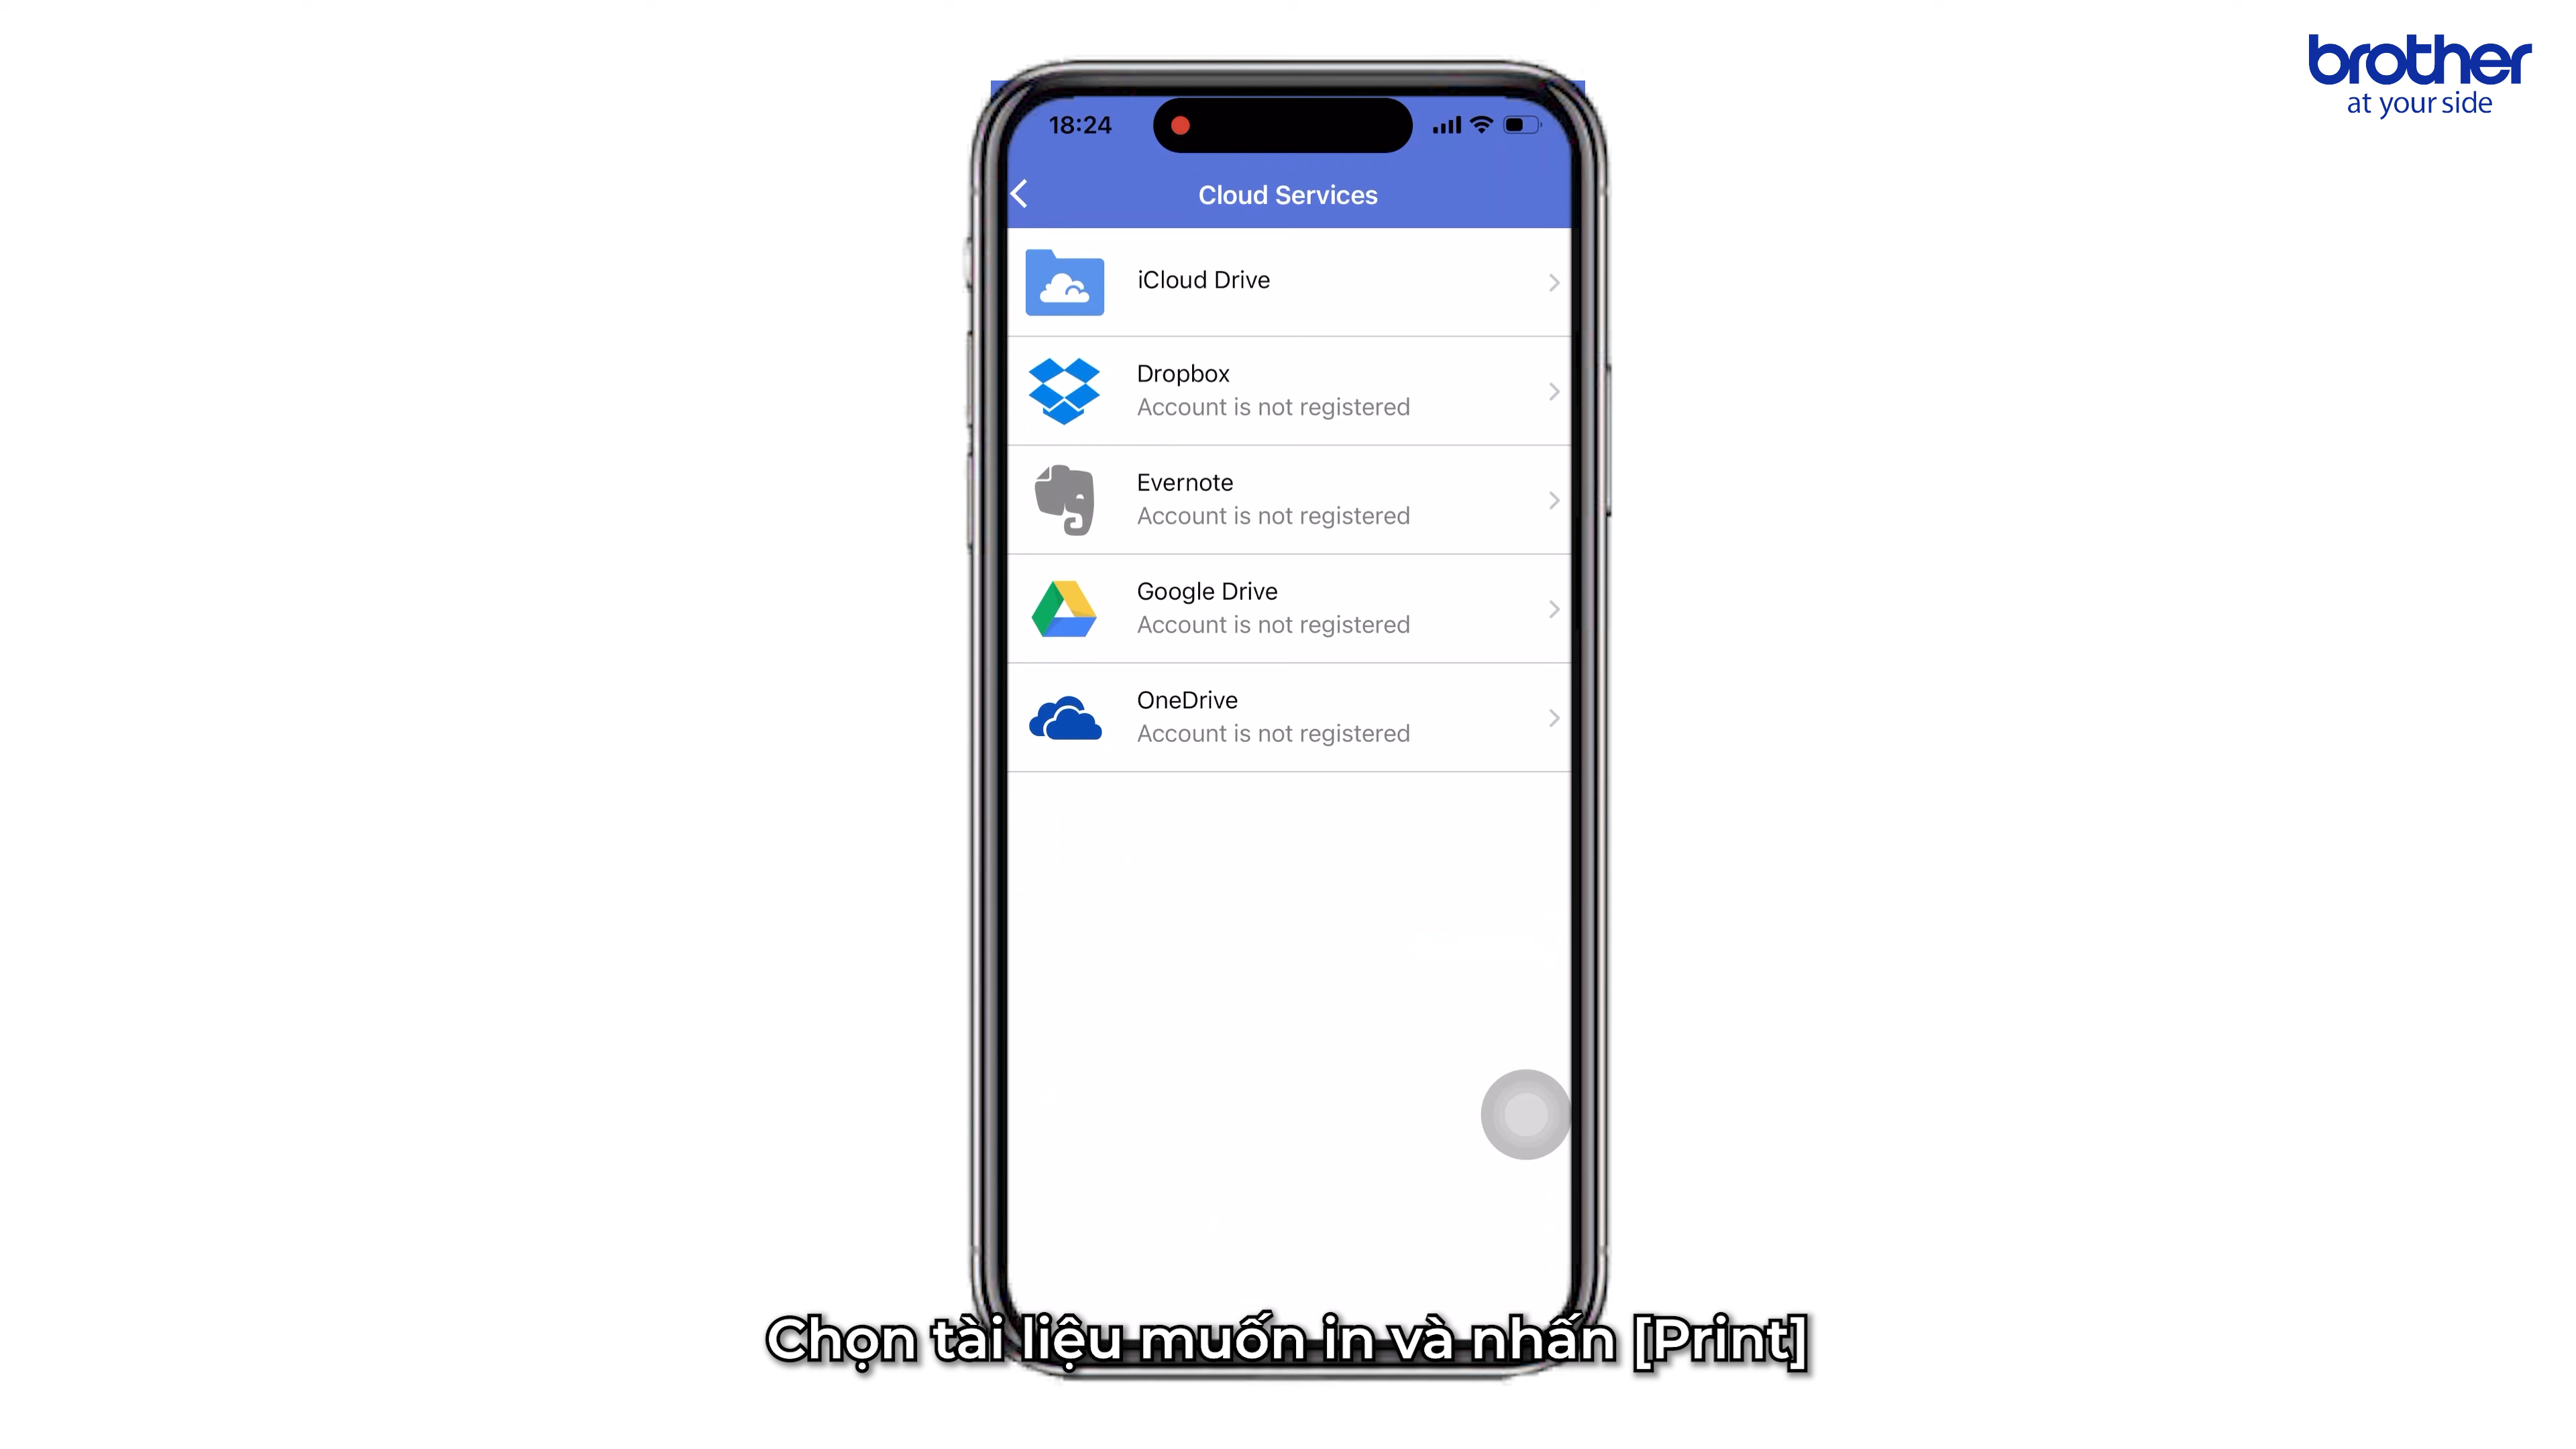 brother
at your side
18:24
Cloud Services
iCloud Drive
Dropbox
Account is not registered
Evernote
Account is not registered
Google Drive
Account is not registered
OneDrive
Account is not registered
Chọn tài liệu muốn in và nhấn [Print]